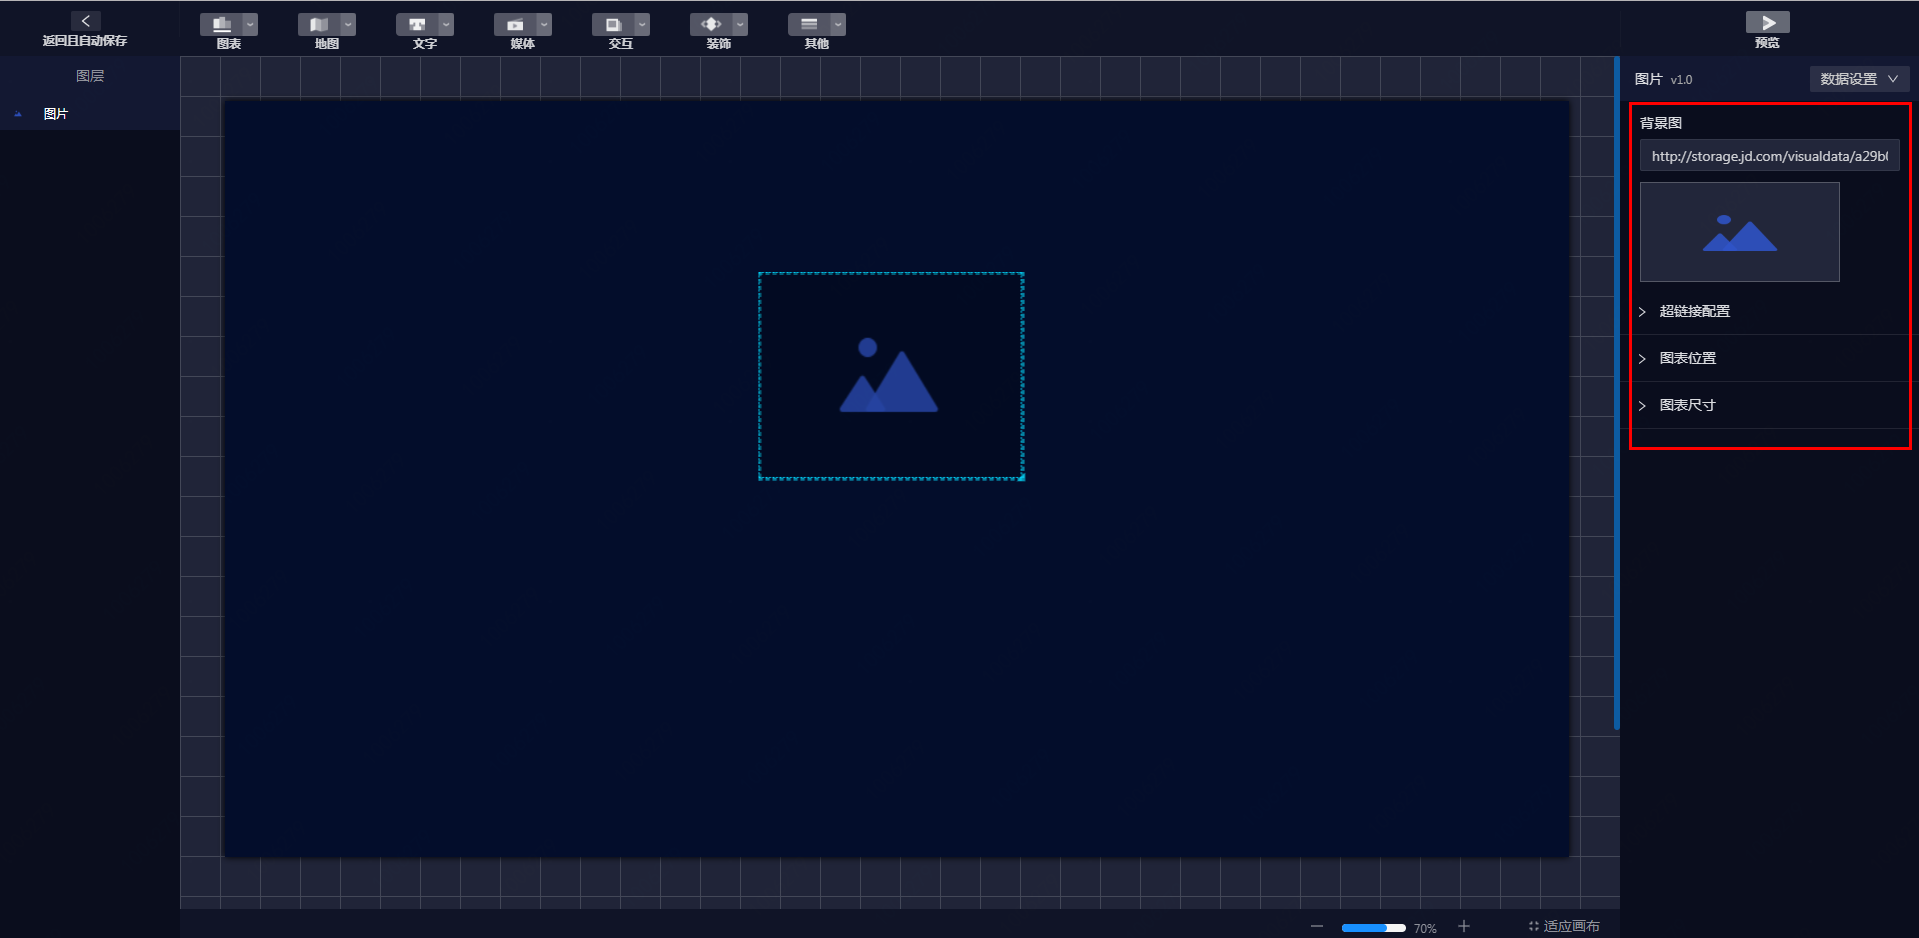 返回且自动保存
图表
地图
文字
媒体
交互
装饰
其他
预览
图层
图片
图片 v1.0
数据设置
背景图
http://storage.jd.com/visualdata/a29b
超链接配置
图表位置
图表尺寸
70%
适应画布